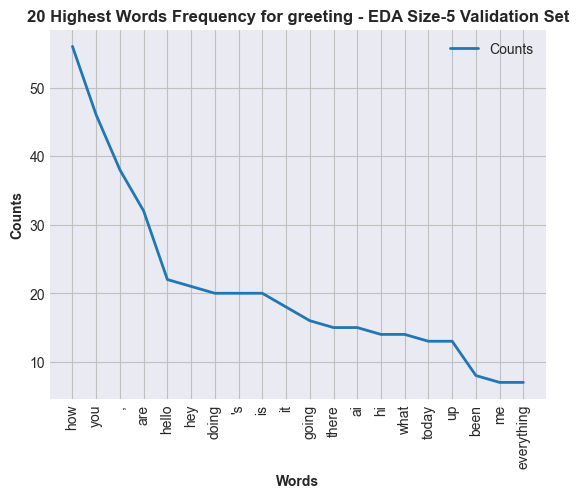 20 Highest Words Frequency for greeting - EDA Size-5 Validation Set
Counts
50
40
30
20
10
Counts
how
you
,
are
hello
hey
doing
's
is
it
going
there
ai
hi
what
today
up
been
me
everything
Words